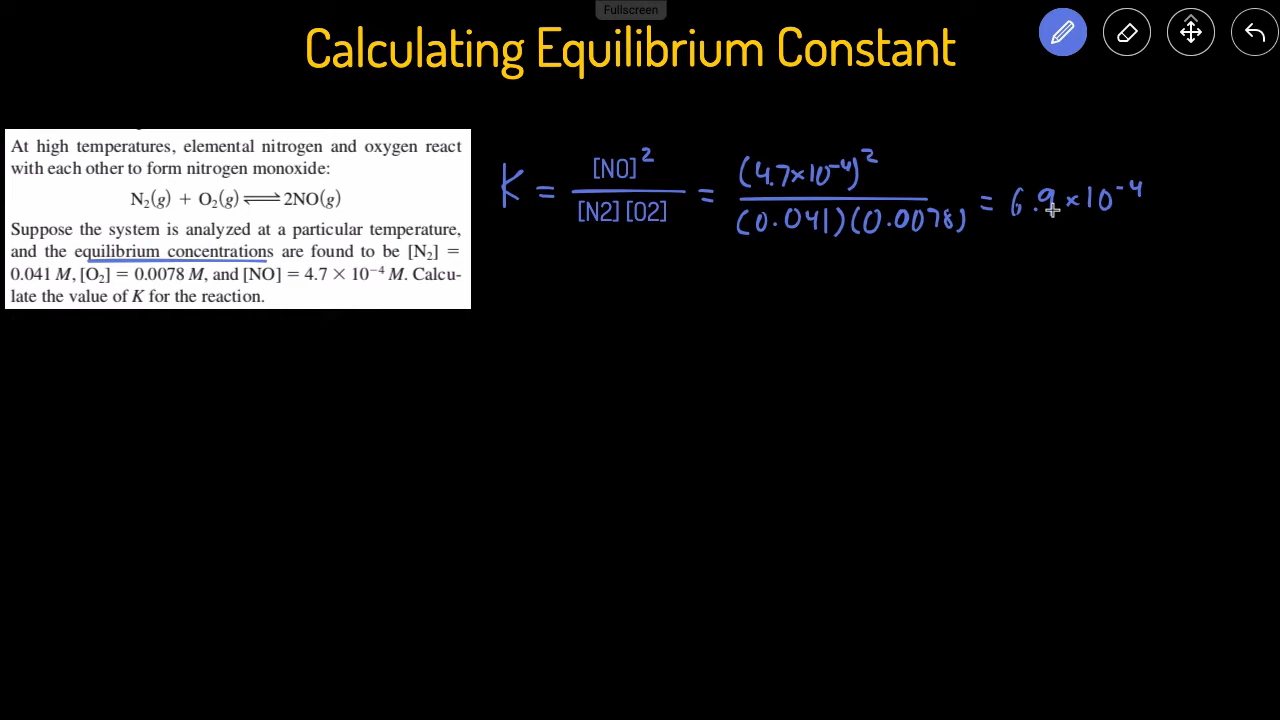 Fullscreen
Calculating Equilibrium Constant
At high temperatures, elemental nitrogen and oxygen react
with each other to form nitrogen monoxide:
N₂(g) + O₂(g) ⇌ 2NO(g)
Suppose the system is analyzed at a particular temperature,
and the equilibrium concentrations are found to be [N₂] =
0.041 M, [O₂] = 0.0078 M, and [NO] = 4.7 × 10⁻⁴ M. Calcu-
late the value of K for the reaction.
K = [NO]² / [N2][O2] = (4.7×10⁻⁴)² / (0.041)(0.0078) = 6.9×10⁻⁴